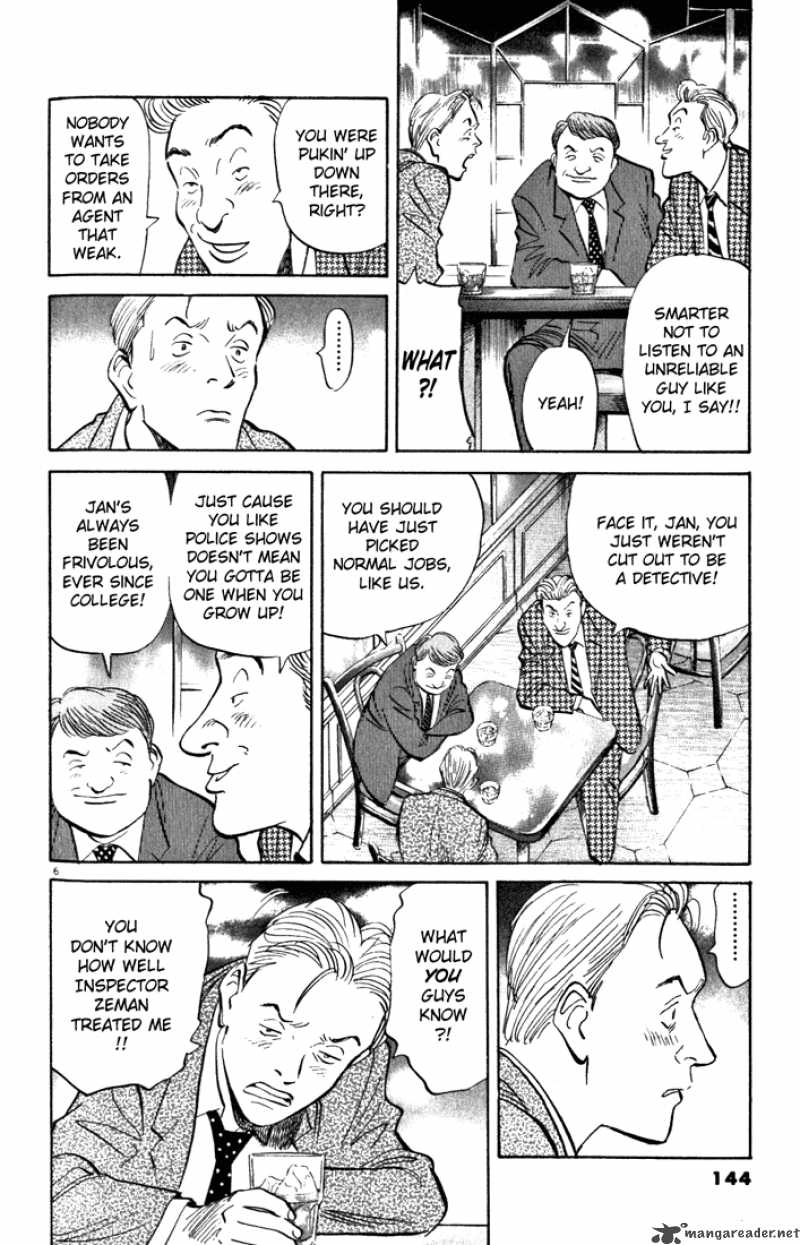 WHAT
?!
YEAH!
SMARTER
NOT TO
LISTEN TO AN
UNRELIABLE
GUY LIKE
YOU, I SAY!!
YOU WERE
PUKIN' UP
DOWN
THERE,
RIGHT?
NOBODY
WANTS
TO TAKE
ORDERS
FROM AN
AGENT
THAT
WEAK.
........
FACE IT, JAN, YOU
JUST WEREN'T
CUT OUT TO BE
A DETECTIVE!
YOU SHOULD
HAVE JUST
PICKED
NORMAL JOBS,
LIKE US.
JUST CAUSE
YOU LIKE
POLICE SHOWS
DOESN'T MEAN
YOU GOTTA BE
ONE WHEN YOU
GROW UP!
JAN'S
ALWAYS
BEEN
FRIVOLOUS,
EVER SINCE
COLLEGE!
6
........
WHAT
WOULD
YOU
GUYS
KNOW
?!
YOU
DON'T KNOW
HOW WELL
INSPECTOR
ZEMAN
TREATED ME
!!
144
mangareader.net